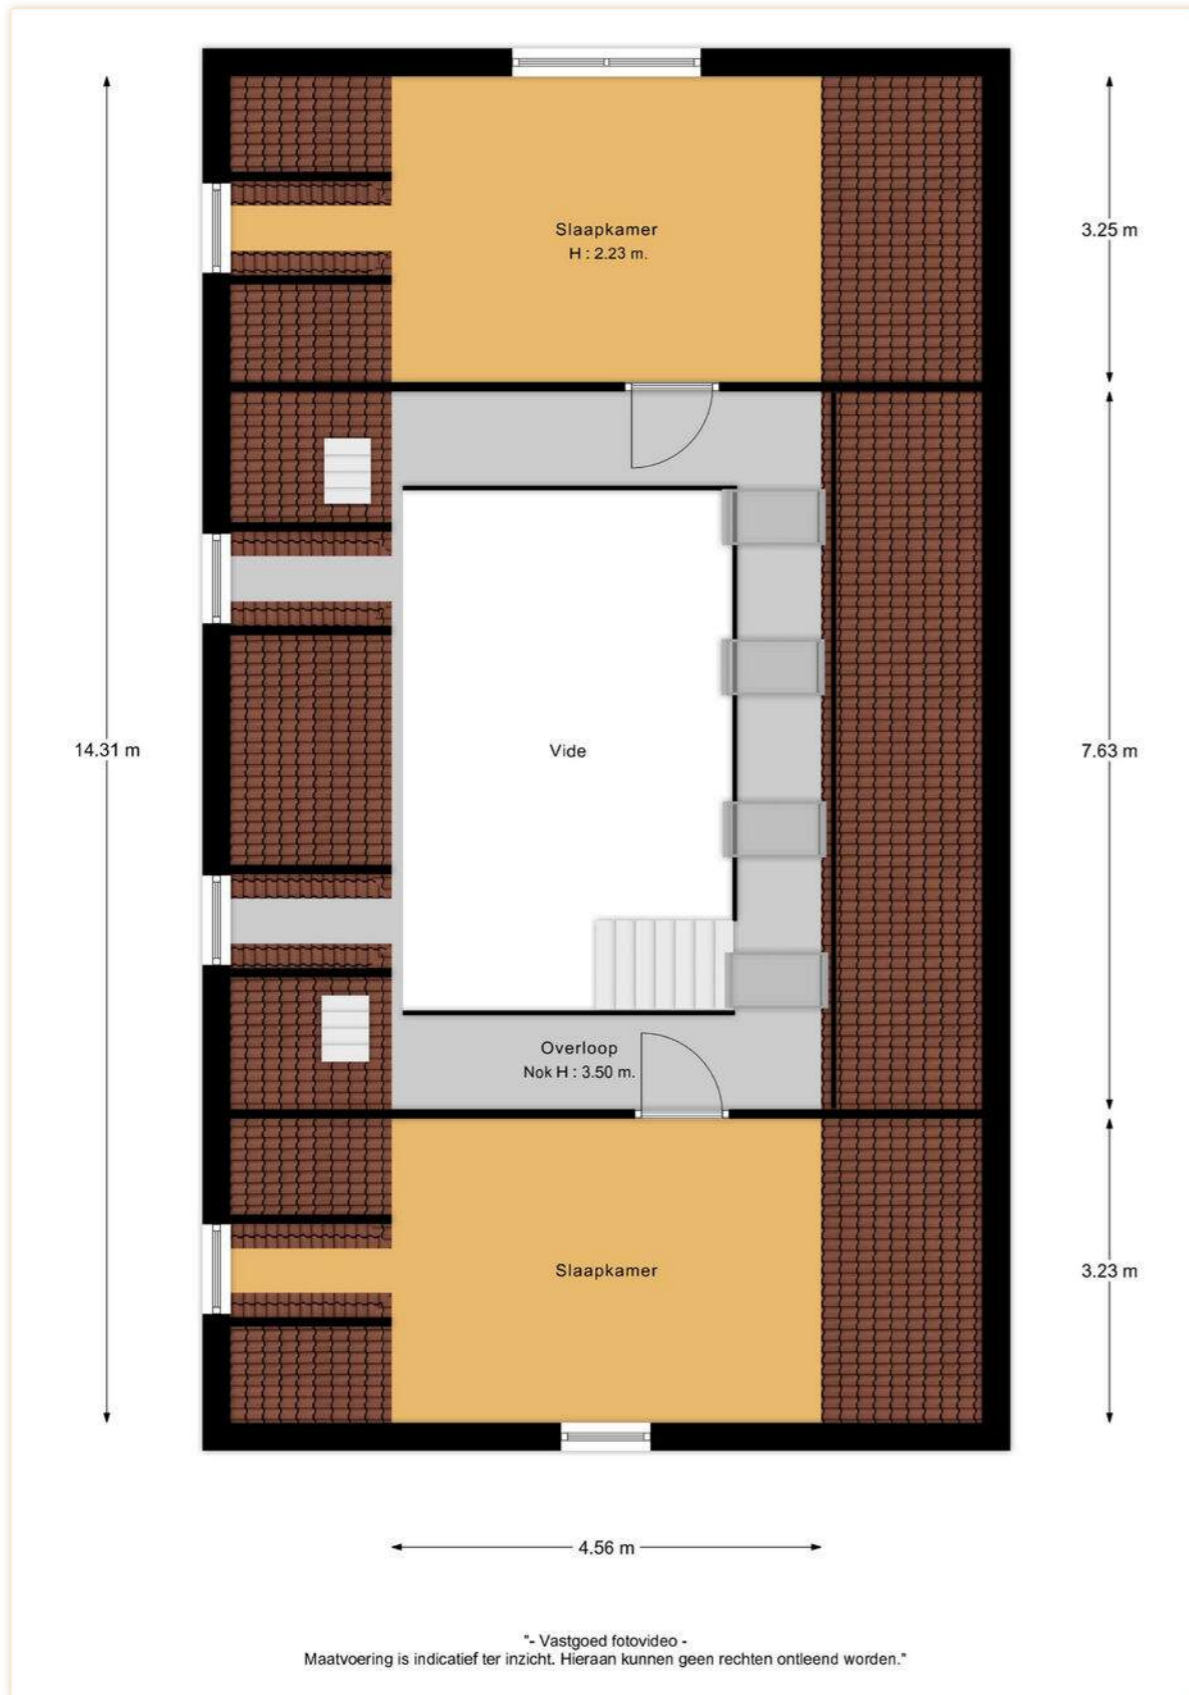 Slaapkamer
H : 2.23 m.
3.25 m
14.31 m
Vide
7.63 m
Overloop
Nok H : 3.50 m.
Slaapkamer
3.23 m
4.56 m
"- Vastgoed fotovideo -
Maatvoering is indicatief ter inzicht. Hieraan kunnen geen rechten ontleend worden."